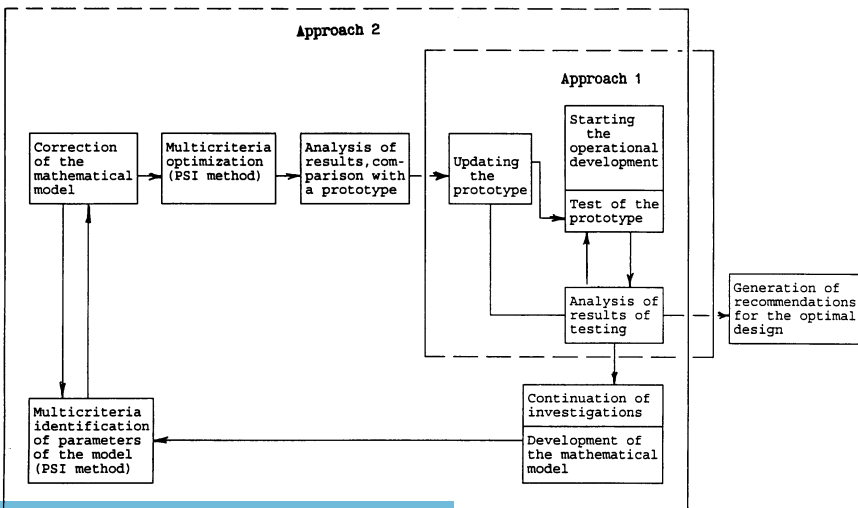 Approach 2
Approach 1
Starting
the
operational
development
Test of the
prototype
Correction
of the
mathematical
model
Multicriteria
optimization
(PSI method)
Analysis of
results,com-
parison with
a prototype
Updating
the
prototype
Analysis of
results of
testing
Generation of
recommendations
for the optimal
design
Continuation of
investigations
Development of
the mathematical
model
Multicriteria
identification
of parameters
of the model
(PSI method)